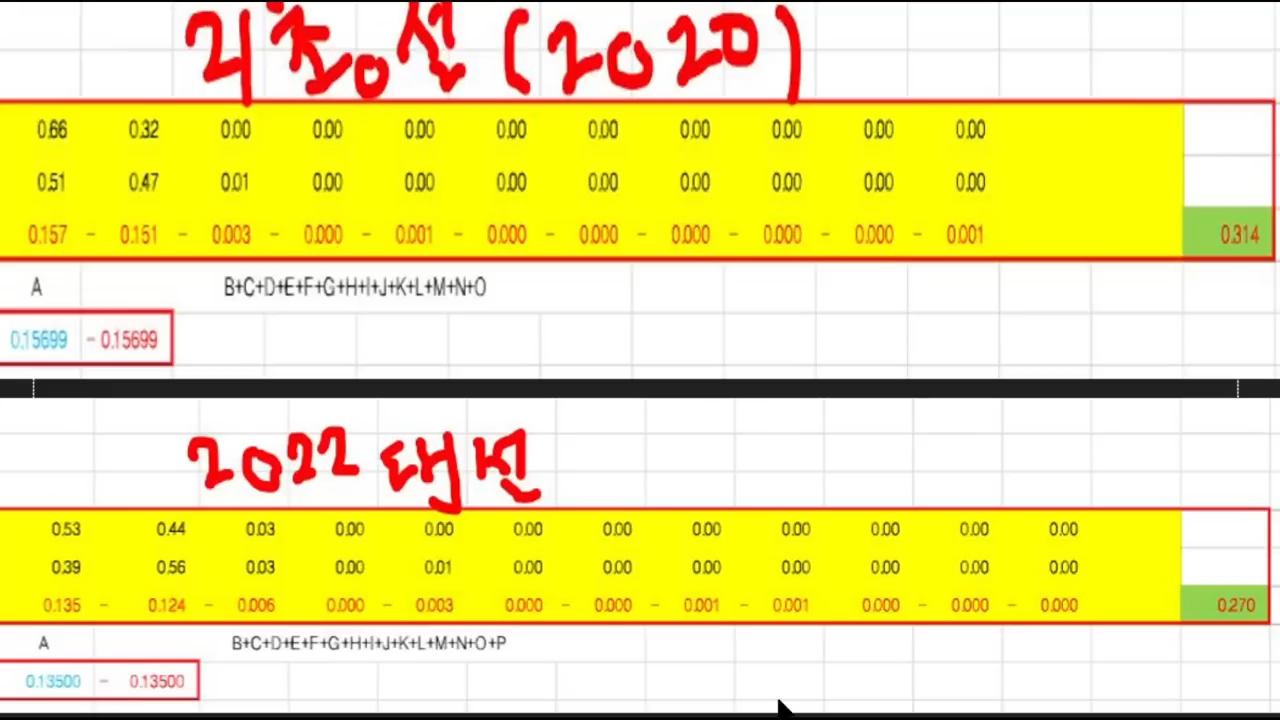 리총선 (2020)
0.66 0.32 0.00 0.00 0.00 0.00 0.00 0.00 0.00 0.00 0.00
0.51 0.47 0.01 0.00 0.00 0.00 0.00 0.00 0.00 0.00 0.00
0.157 - 0.151 - 0.003 - 0.000 - 0.001 - 0.000 - 0.000 - 0.000 - 0.000 - 0.000 - 0.001 0.314
A B+C+D+E+F+G+H+I+J+K+L+M+N+O
0.15699 - 0.15699
2022 대선
0.53 0.44 0.03 0.00 0.00 0.00 0.00 0.00 0.00 0.00 0.00 0.00
0.39 0.56 0.03 0.00 0.01 0.00 0.00 0.00 0.00 0.00 0.00 0.00
0.135 - 0.124 - 0.006 0.000 - 0.003 0.000 - 0.000 - 0.001 - 0.001 0.000 - 0.000 - 0.000 0.270
A B+C+D+E+F+G+H+I+J+K+L+M+N+O+P
0.13500 - 0.13500